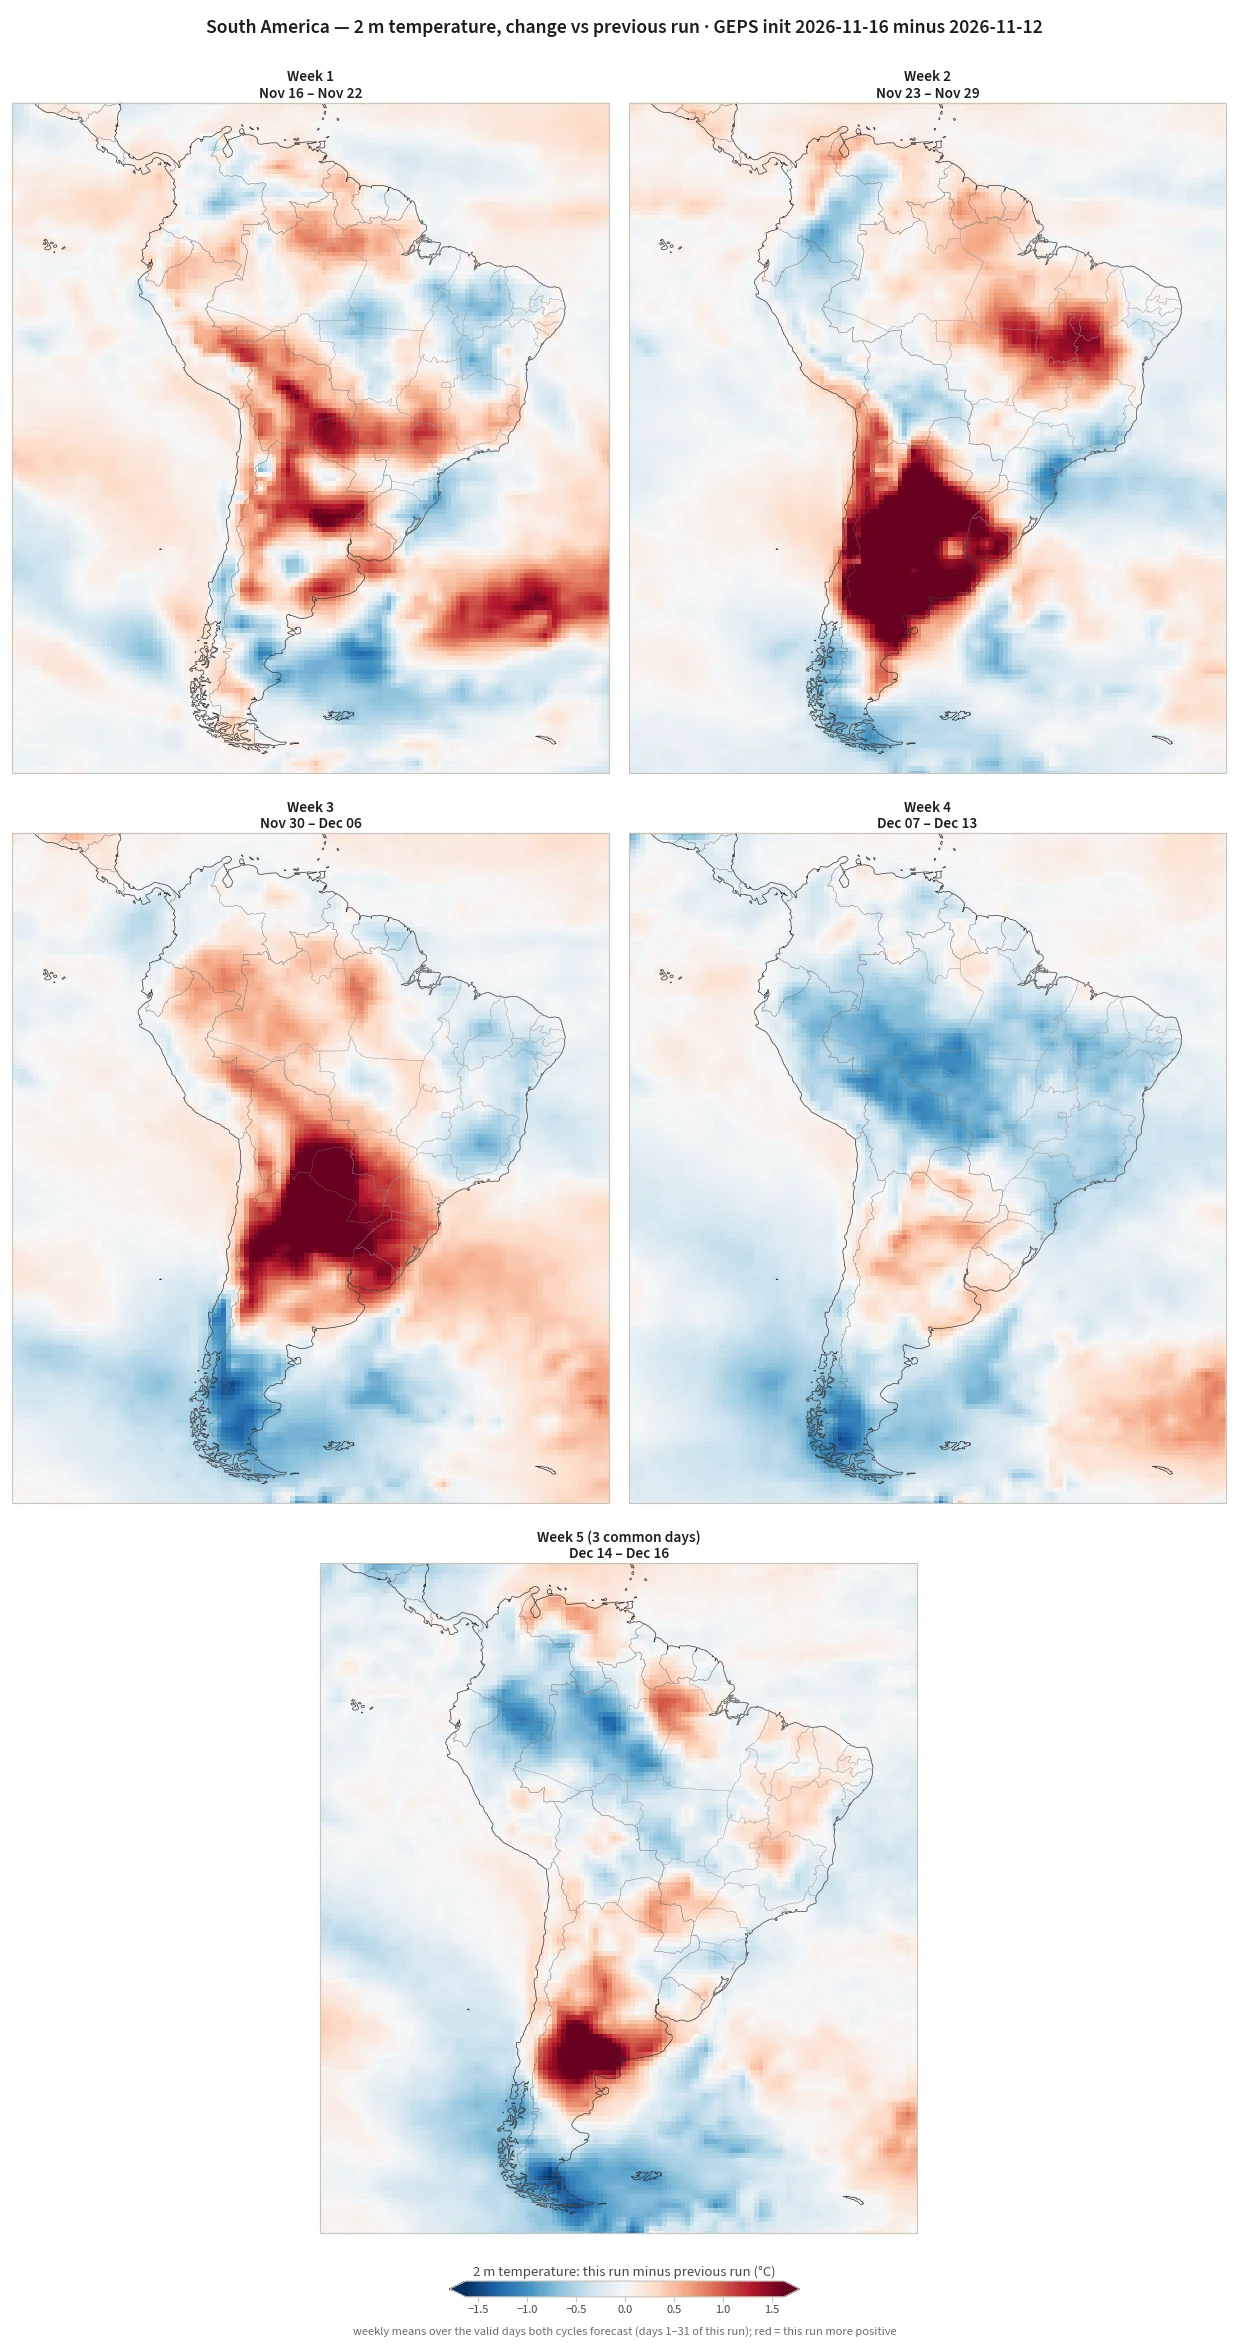 South America — 2 m temperature, change vs previous run · GEPS init 2026-11-16 minus 2026-11-12
Week 1
Nov 16 – Nov 22
Week 2
Nov 23 – Nov 29
Week 3
Nov 30 – Dec 06
Week 4
Dec 07 – Dec 13
Week 5 (3 common days)
Dec 14 – Dec 16
2 m temperature: this run minus previous run (°C)
−1.5 −1.0 −0.5 0.0 0.5 1.0 1.5
weekly means over the valid days both cycles forecast (days 1–31 of this run); red = this run more positive